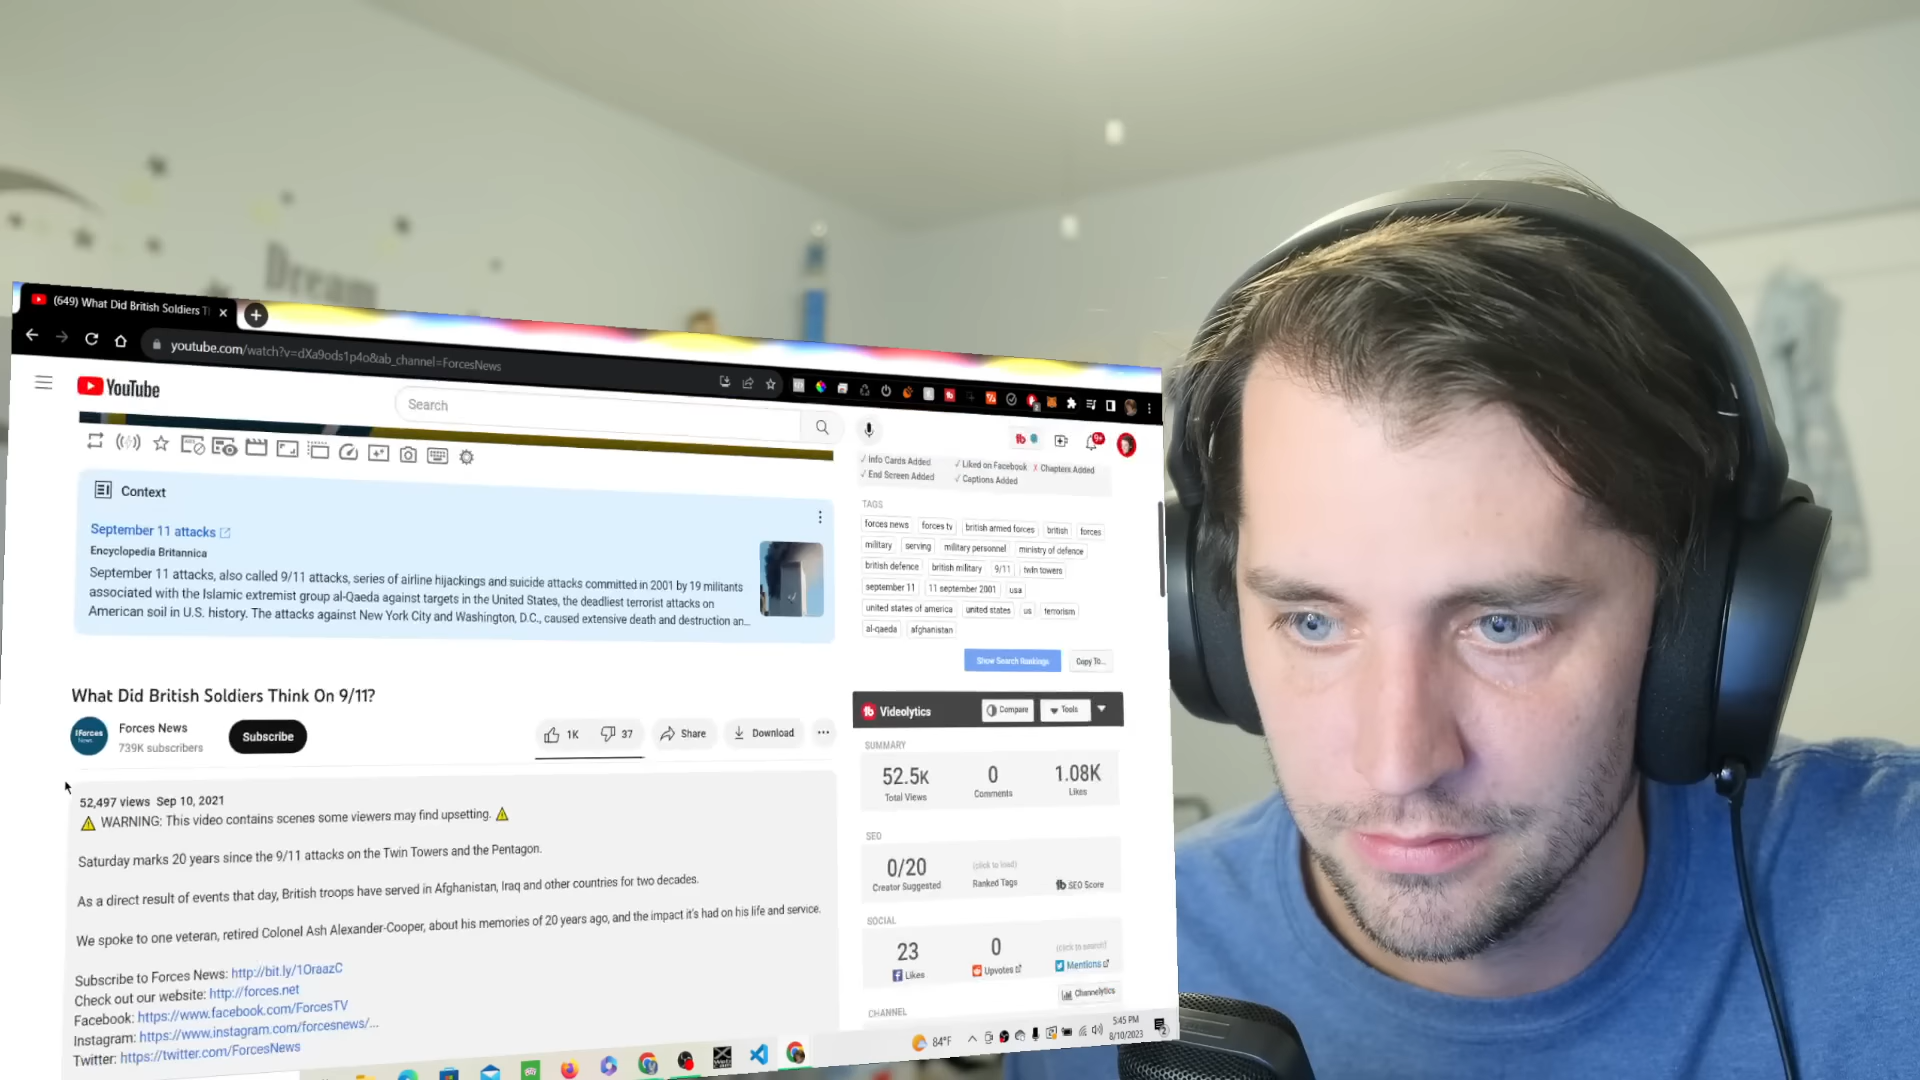 Dream
(649) What Did British Soldiers T
youtube.com/watch?v=dXa9ods1p4o&ab_channel=ForcesNews
YouTube
Search
9+
Context
September 11 attacks
Encyclopedia Britannica
September 11 attacks, also called 9/11 attacks, series of airline hijackings and suicide attacks committed in 2001 by 19 militants
associated with the Islamic extremist group al-Qaeda against targets in the United States, the deadliest terrorist attacks on
American soil in U.S. history. The attacks against New York City and Washington, D.C., caused extensive death and destruction an...
What Did British Soldiers Think On 9/11?
Forces News
739K subscribers
Subscribe
1K
37
Share
Download
52,497 views Sep 10, 2021
WARNING: This video contains scenes some viewers may find upsetting.
Saturday marks 20 years since the 9/11 attacks on the Twin Towers and the Pentagon.
As a direct result of events that day, British troops have served in Afghanistan, Iraq and other countries for two decades.
We spoke to one veteran, retired Colonel Ash Alexander-Cooper, about his memories of 20 years ago, and the impact it's had on his life and service.
Subscribe to Forces News: http://bit.ly/1OraazC
Check out our website: http://forces.net
Facebook: https://www.facebook.com/ForcesTV
Instagram: https://www.instagram.com/forcesnews/...
Twitter: https://twitter.com/ForcesNews
√ Info Cards Added √ Liked on Facebook X Chapters Added
√ End Screen Added √ Captions Added
TAGS
forces news forces tv british armed forces british forces
military serving military personnel ministry of defence
british defence british military 9/11 twin towers
september 11 11 september 2001 usa
united states of america united states us terrorism
al-qaeda afghanistan
Show Search Rankings Copy To...
Videolytics Compare Tools
SUMMARY
52.5K 0 1.08K
Total Views Comments Likes
SEO
0/20 (click to load)
Creator Suggested Ranked Tags SEO Score
SOCIAL
23 0 (click to search)
Likes Upvotes Mentions
Channelytics
CHANNEL
84°F
5:45 PM
8/10/2023